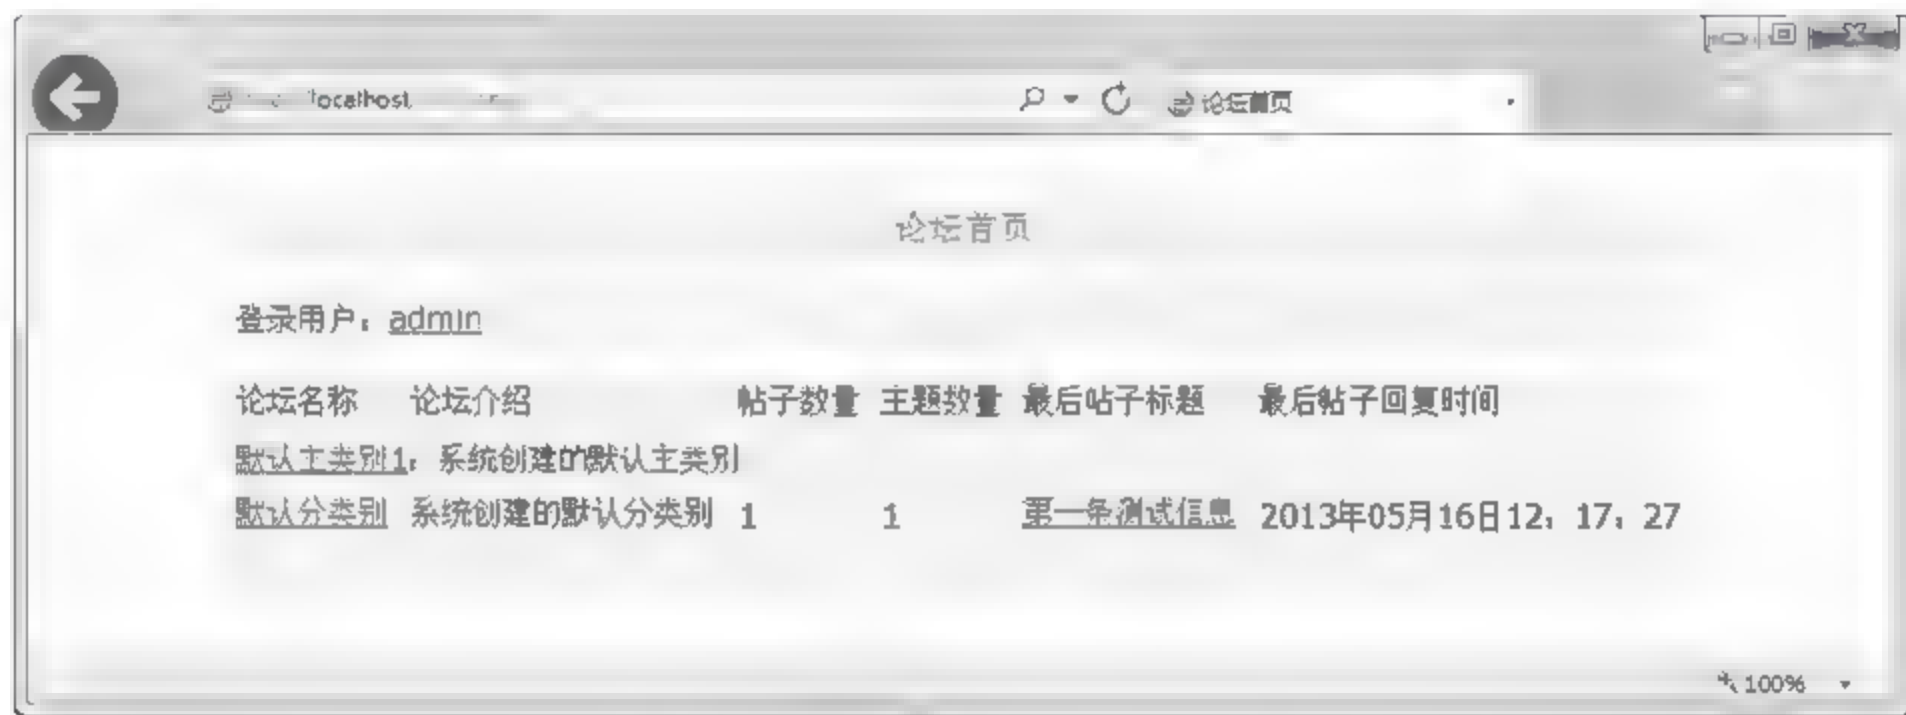 localhost 论坛首页
论坛首页
登录用户：admin
论坛名称 论坛介绍 帖子数量 主题数量 最后帖子标题 最后帖子回复时间
默认主类别1：系统创建的默认主类别
默认分类别 系统创建的默认分类别 1 1 第一条测试信息 2013年05月16日12：17：27
100%